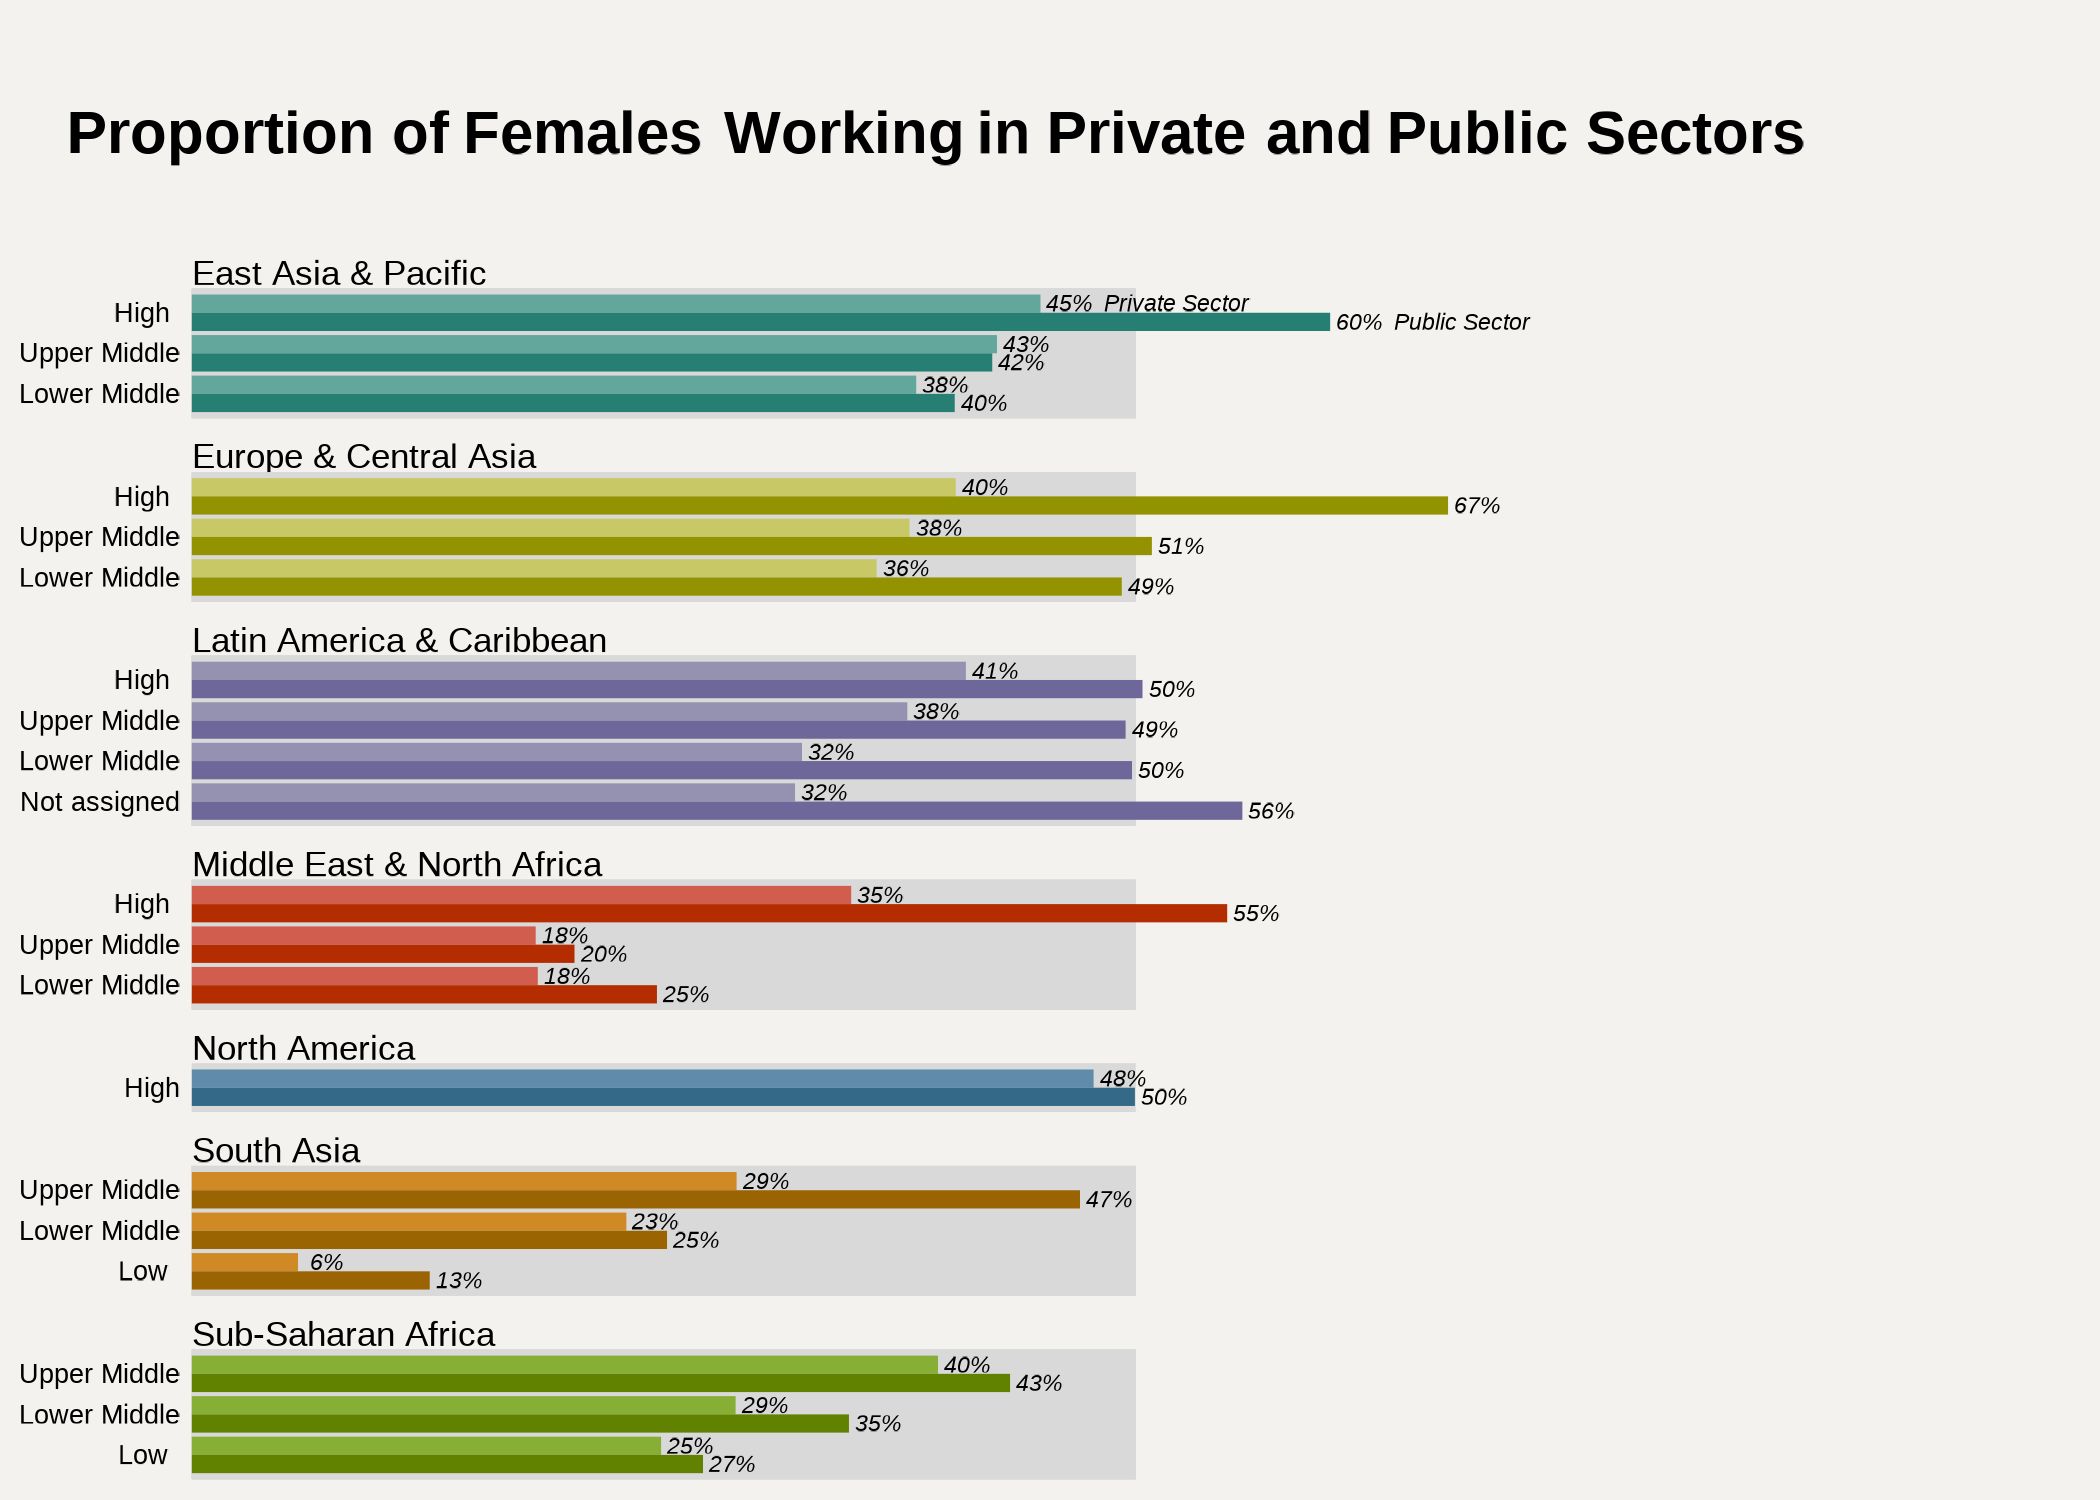 Proportion of Females Working in Private and Public Sectors
East Asia & Pacific
High 45% Private Sector
60% Public Sector
Upper Middle 43%
42%
Lower Middle 38%
40%
Europe & Central Asia
High 40%
67%
Upper Middle 38%
51%
Lower Middle 36%
49%
Latin America & Caribbean
High 41%
50%
Upper Middle 38%
49%
Lower Middle 32%
50%
Not assigned 32%
56%
Middle East & North Africa
High 35%
55%
Upper Middle 18%
20%
Lower Middle 18%
25%
North America
High 48%
50%
South Asia
Upper Middle 29%
47%
Lower Middle 23%
25%
Low 6%
13%
Sub-Saharan Africa
Upper Middle 40%
43%
Lower Middle 29%
35%
Low 25%
27%